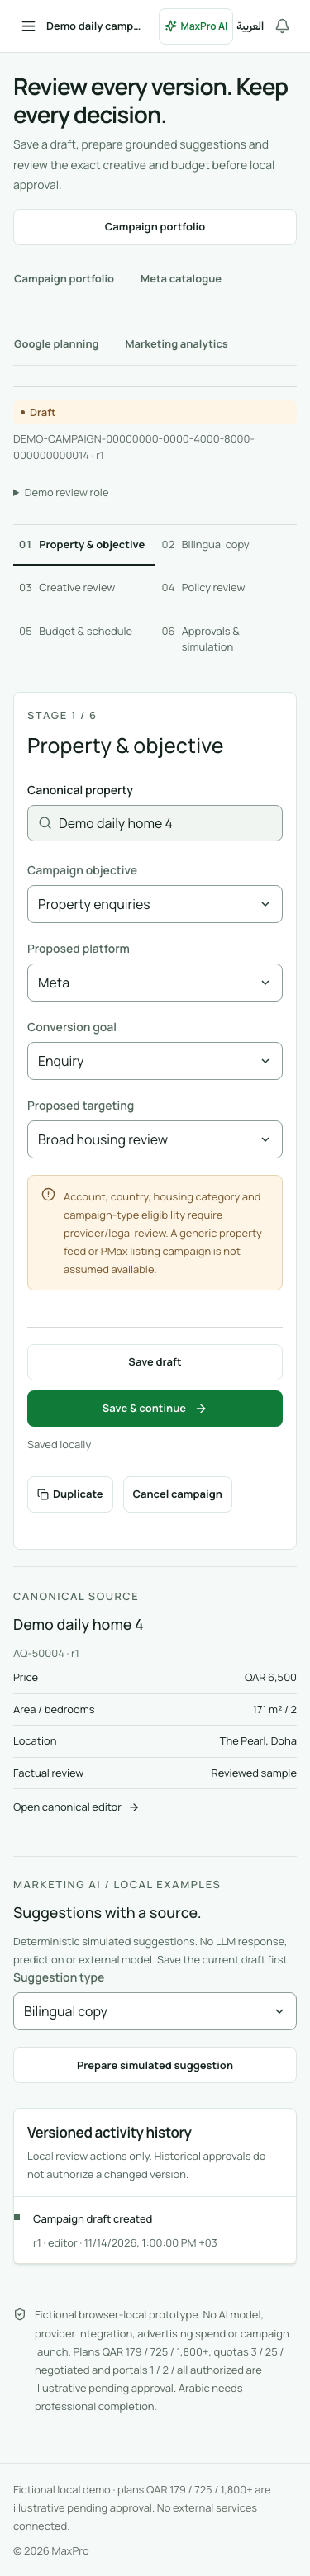 Demo daily camp...
MaxPro AI
العربية
Review every version. Keep
every decision.
Save a draft, prepare grounded suggestions and
review the exact creative and budget before local
approval.
Campaign portfolio
Campaign portfolio
Meta catalogue
Google planning
Marketing analytics
Draft
DEMO-CAMPAIGN-00000000-0000-4000-8000-
000000000014 · r1
Demo review role
01 Property & objective
02 Bilingual copy
03 Creative review
04 Policy review
05 Budget & schedule
06 Approvals &
simulation
STAGE 1 / 6
Property & objective
Canonical property
Demo daily home 4
Campaign objective
Property enquiries
Proposed platform
Meta
Conversion goal
Enquiry
Proposed targeting
Broad housing review
Account, country, housing category and
campaign-type eligibility require
provider/legal review. A generic property
feed or PMax listing campaign is not
assumed available.
Save draft
Save & continue
Saved locally
Duplicate
Cancel campaign
CANONICAL SOURCE
Demo daily home 4
AQ-50004 · r1
Price QAR 6,500
Area / bedrooms 171 m² / 2
Location The Pearl, Doha
Factual review Reviewed sample
Open canonical editor
MARKETING AI / LOCAL EXAMPLES
Suggestions with a source.
Deterministic simulated suggestions. No LLM response,
prediction or external model. Save the current draft first.
Suggestion type
Bilingual copy
Prepare simulated suggestion
Versioned activity history
Local review actions only. Historical approvals do
not authorize a changed version.
Campaign draft created
r1 · editor · 11/14/2026, 1:00:00 PM +03
Fictional browser-local prototype. No AI model,
provider integration, advertising spend or campaign
launch. Plans QAR 179 / 725 / 1,800+, quotas 3 / 25 /
negotiated and portals 1 / 2 / all authorized are
illustrative pending approval. Arabic needs
professional completion.
Fictional local demo · plans QAR 179 / 725 / 1,800+ are
illustrative pending approval. No external services
connected.
© 2026 MaxPro